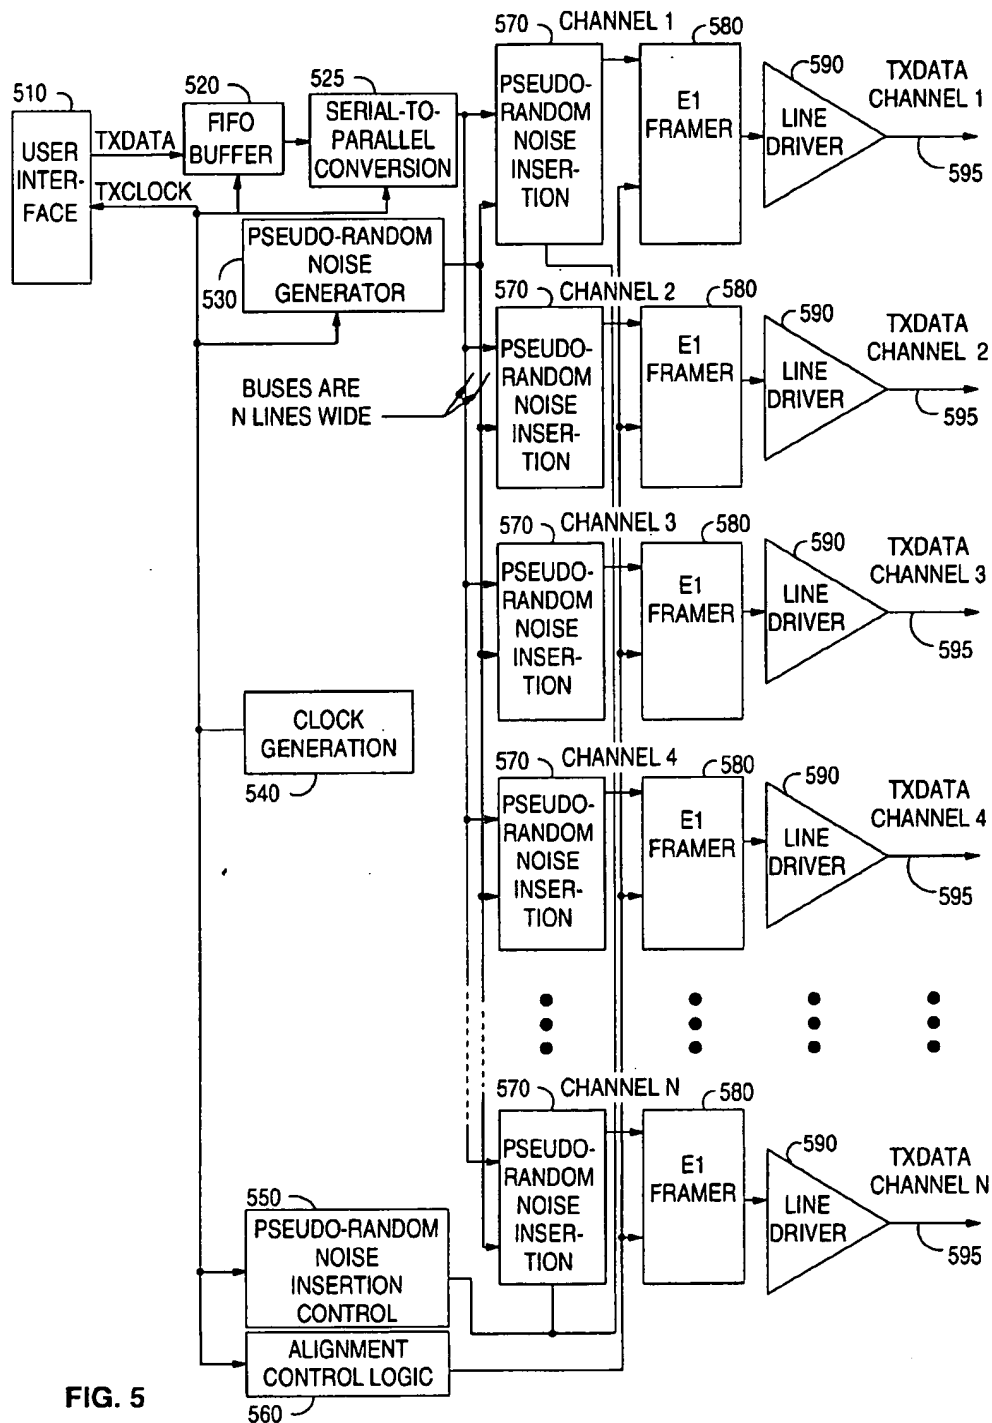 570
CHANNEL 1
580
PSEUDO-
RANDOM
NOISE
INSER-
TION
E1
FRAMER
590
LINE
DRIVER
TXDATA
CHANNEL 1
595
510
USER
INTER-
FACE
TXDATA
TXCLOCK
520
FIFO
BUFFER
525
SERIAL-TO-
PARALLEL
CONVERSION
PSEUDO-RANDOM
NOISE
GENERATOR
530
BUSES ARE
N LINES WIDE
570
CHANNEL 2
580
PSEUDO-
RANDOM
NOISE
INSER-
TION
E1
FRAMER
590
LINE
DRIVER
TXDATA
CHANNEL 2
595
570
CHANNEL 3
580
PSEUDO-
RANDOM
NOISE
INSER-
TION
E1
FRAMER
590
LINE
DRIVER
TXDATA
CHANNEL 3
595
CLOCK
GENERATION
540
570
CHANNEL 4
580
PSEUDO-
RANDOM
NOISE
INSER-
TION
E1
FRAMER
590
LINE
DRIVER
TXDATA
CHANNEL 4
595
570
CHANNEL N
580
PSEUDO-
RANDOM
NOISE
INSER-
TION
E1
FRAMER
590
LINE
DRIVER
TXDATA
CHANNEL N
595
550
PSEUDO-RANDOM
NOISE
INSERTION
CONTROL
ALIGNMENT
CONTROL LOGIC
560
FIG. 5